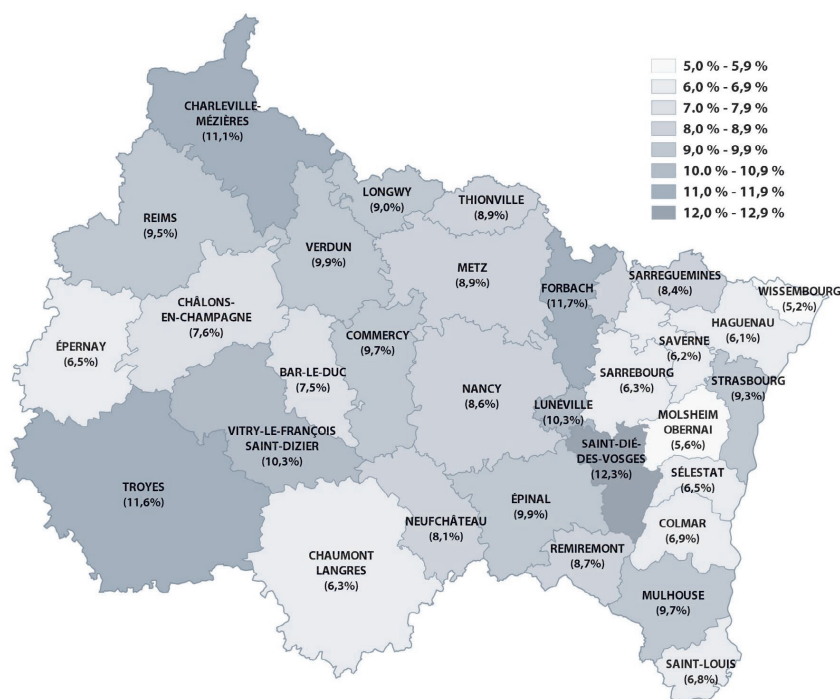 5,0 % - 5,9 %
6,0 % - 6,9 %
7.0 % - 7,9 %
8,0 % - 8,9 %
9,0 % - 9,9 %
10.0 % - 10,9 %
11,0 % - 11,9 %
12,0 % - 12,9 %
CHARLEVILLE-
MÉZIÈRES
(11,1%)
LONGWY
(9,0%)
THIONVILLE
(8,9%)
REIMS
(9,5%)
VERDUN
(9,9%)
METZ
(8,9%)
FORBACH
(11,7%)
SARREGUEMINES
(8,4%)
WISSEMBOURG
(5,2%)
HAGUENAU
(6,1%)
CHÂLONS-
EN-CHAMPAGNE
(7,6%)
ÉPERNAY
(6,5%)
COMMERCY
(9,7%)
SAVERNE
(6,2%)
BAR-LE-DUC
(7,5%)
SARREBOURG
(6,3%)
STRASBOURG
(9,3%)
NANCY
(8,6%)
LUNÉVILLE
(10,3%)
MOLSHEIM
OBERNAI
(5,6%)
VITRY-LE-FRANÇOIS
SAINT-DIZIER
(10,3%)
SAINT-DIÉ-
DES-VOSGES
(12,3%)
SÉLESTAT
(6,5%)
TROYES
(11,6%)
ÉPINAL
(9,9%)
NEUFCHÂTEAU
(8,1%)
COLMAR
(6,9%)
CHAUMONT
LANGRES
(6,3%)
REMIREMONT
(8,7%)
MULHOUSE
(9,7%)
SAINT-LOUIS
(6,8%)